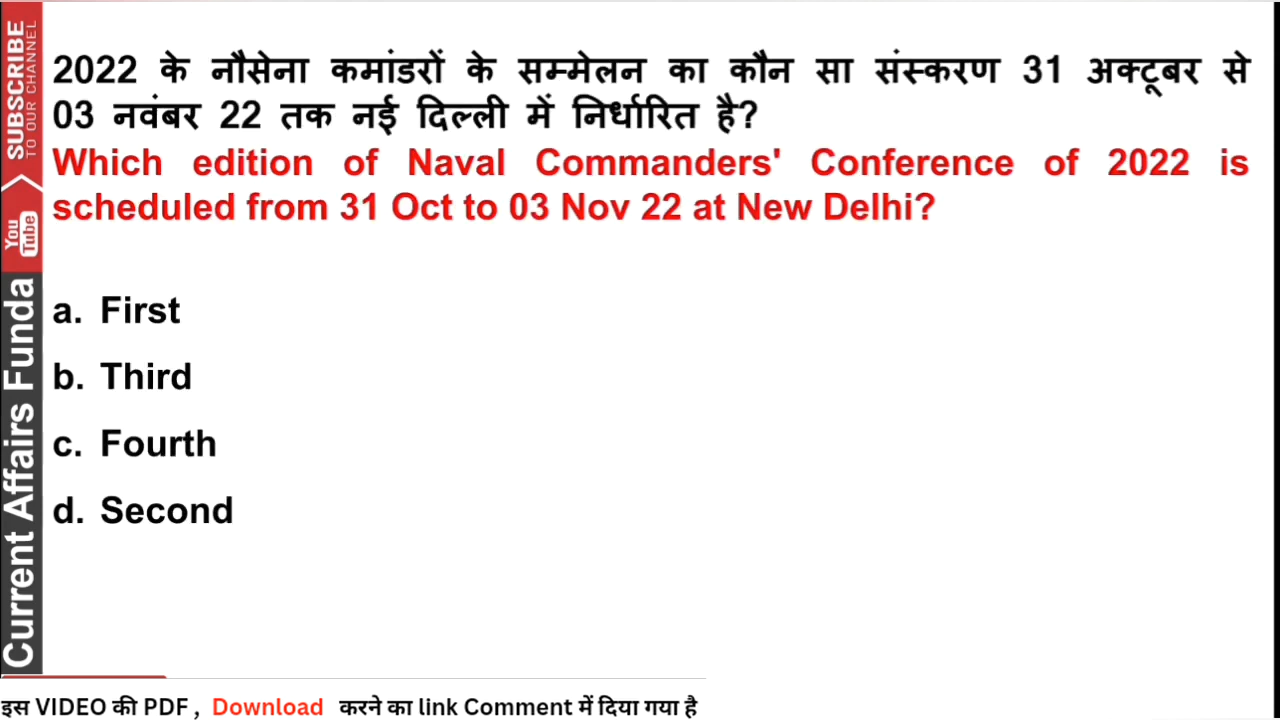 2022 के नौसेना कमांडरों के सम्मेलन का कौन सा संस्करण 31 अक्टूबर से
03 नवंबर 22 तक नई दिल्ली में निर्धारित है?
Which edition of Naval Commanders' Conference of 2022 is
scheduled from 31 Oct to 03 Nov 22 at New Delhi?
a. First
b. Third
c. Fourth
d. Second
SUBSCRIBE
TO OUR CHANNEL
You
Tube
Current Affairs Funda
इस VIDEO की PDF , Download करने का link Comment में दिया गया है